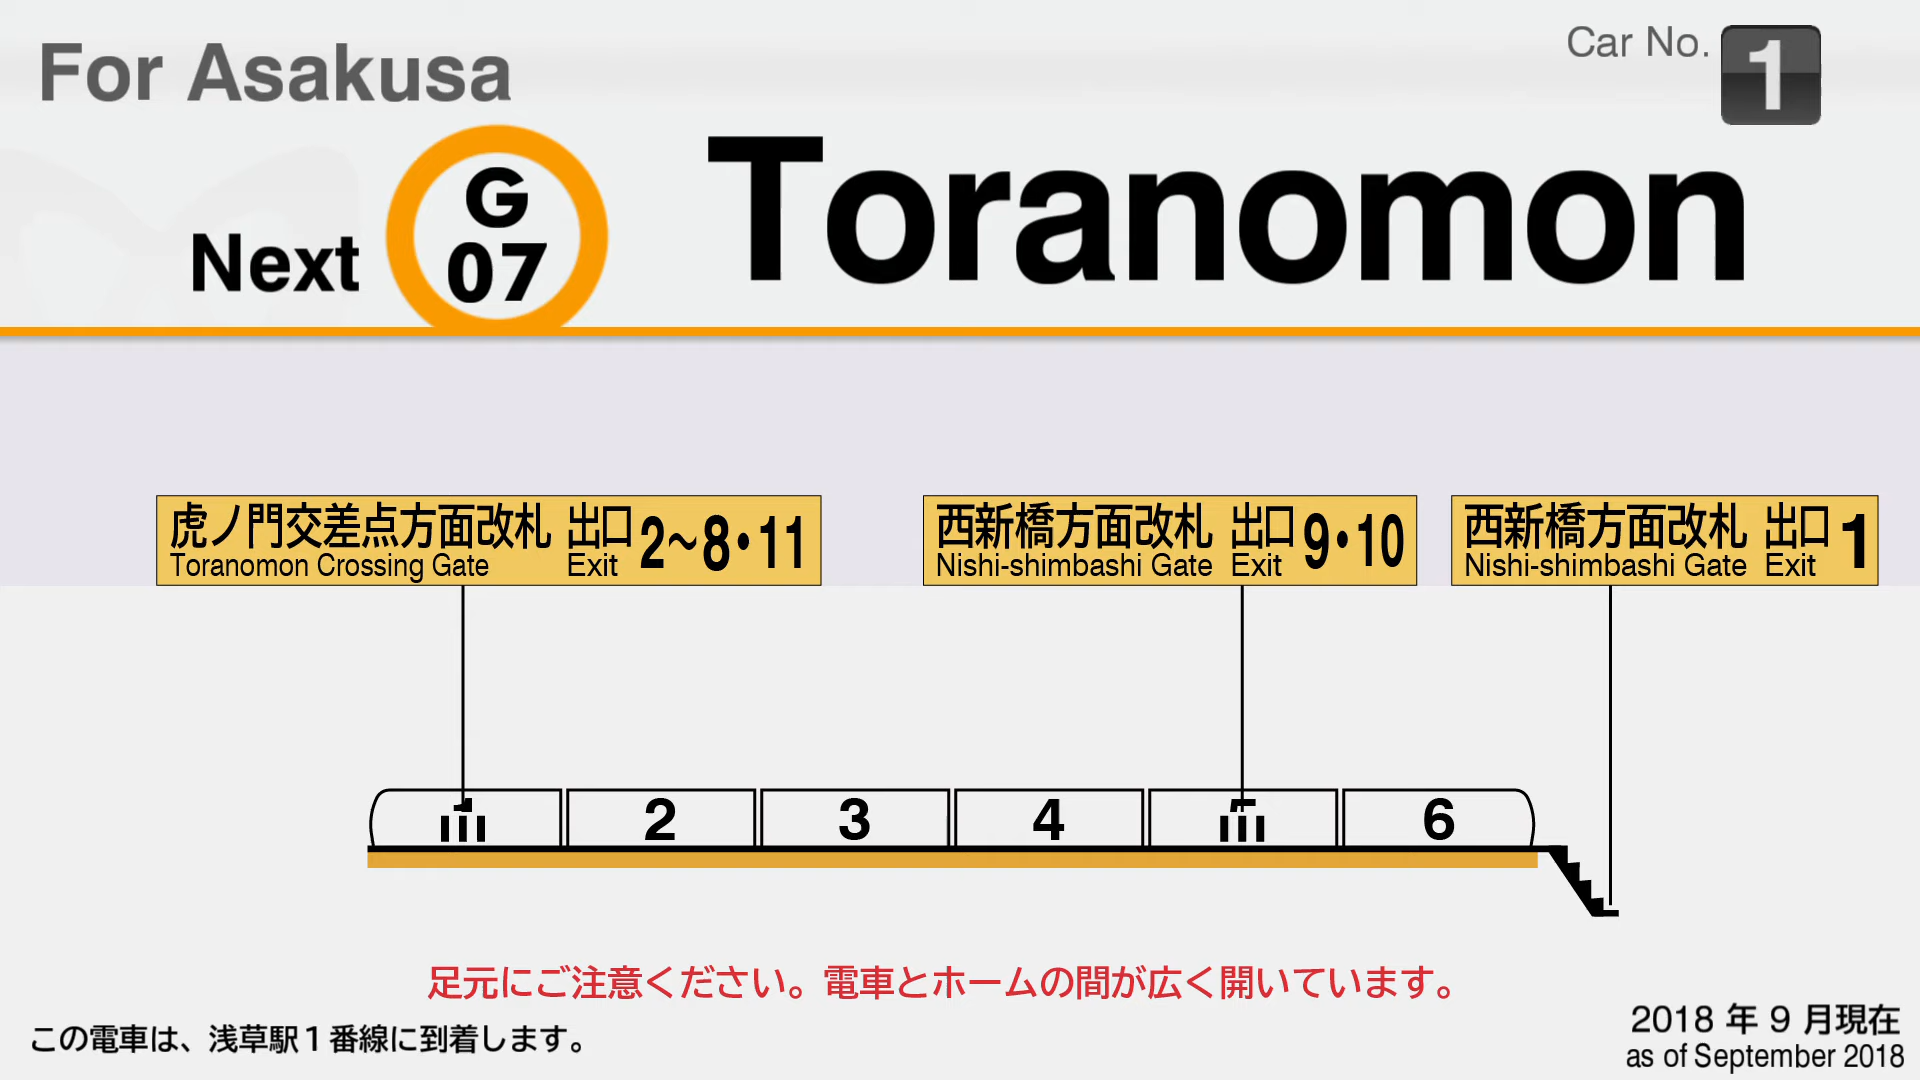 For Asakusa
Car No. 1
Next
G
07
Toranomon
虎ノ門交差点方面改札 出口 2~8・11
Toranomon Crossing Gate Exit
西新橋方面改札 出口 9・10
Nishi-shimbashi Gate Exit
西新橋方面改札 出口 1
Nishi-shimbashi Gate Exit
1 2 3 4 5 6
足元にご注意ください。電車とホームの間が広く開いています。
この電車は、浅草駅1番線に到着します。
2018 年 9 月現在
as of September 2018